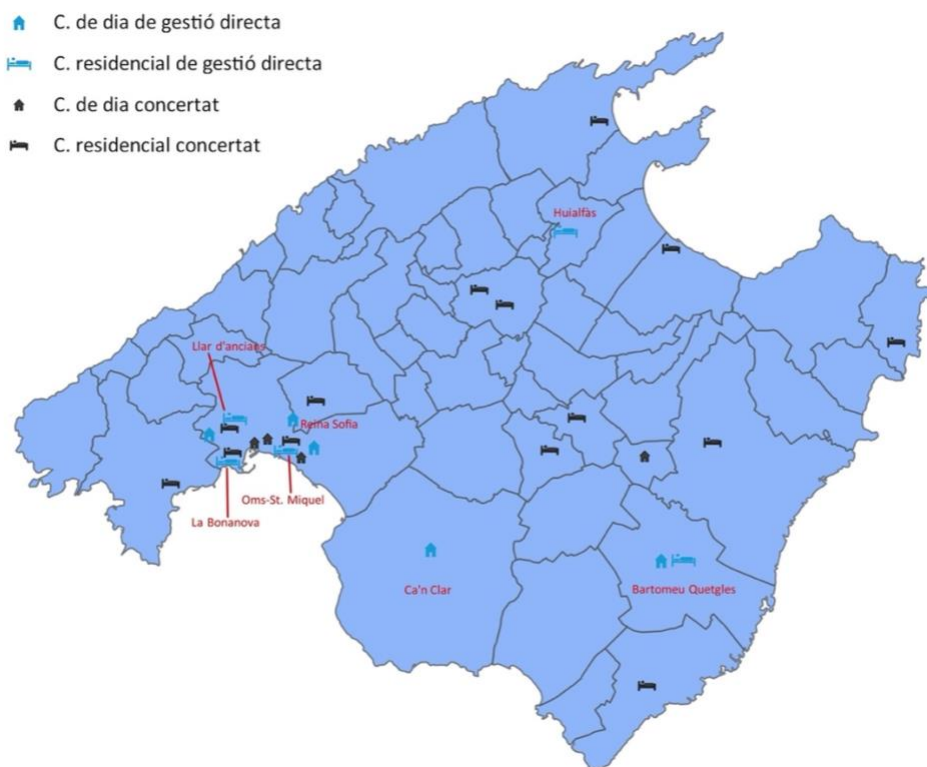 C. de dia de gestió directa
C. residencial de gestió directa
C. de dia concertat
C. residencial concertat
Huialfàs
Llar d'ancians
Reina Sofia
Oms-St. Miquel
La Bonanova
Ca'n Clar
Bartomeu Quetgles